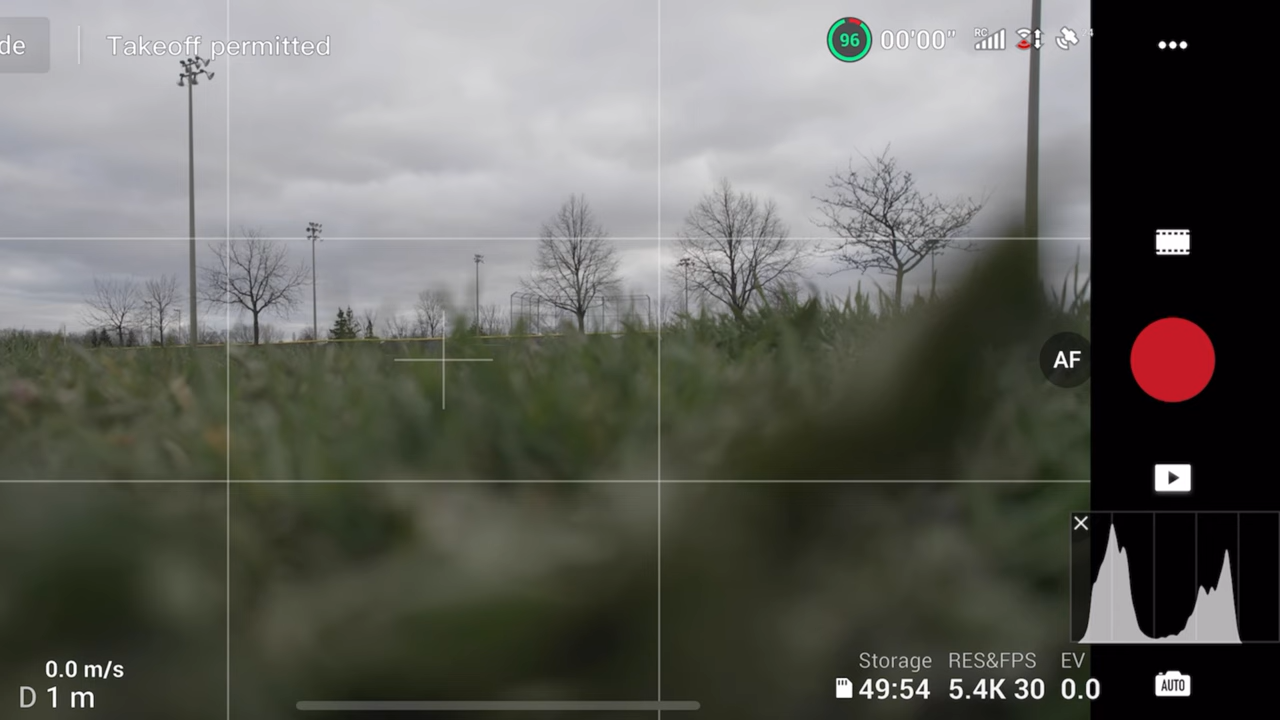 de Takeoff permitted 96 00'00" RC 4
AF
0.0 m/s
D 1 m
Storage RES&FPS EV
49:54 5.4K 30 0.0
AUTO